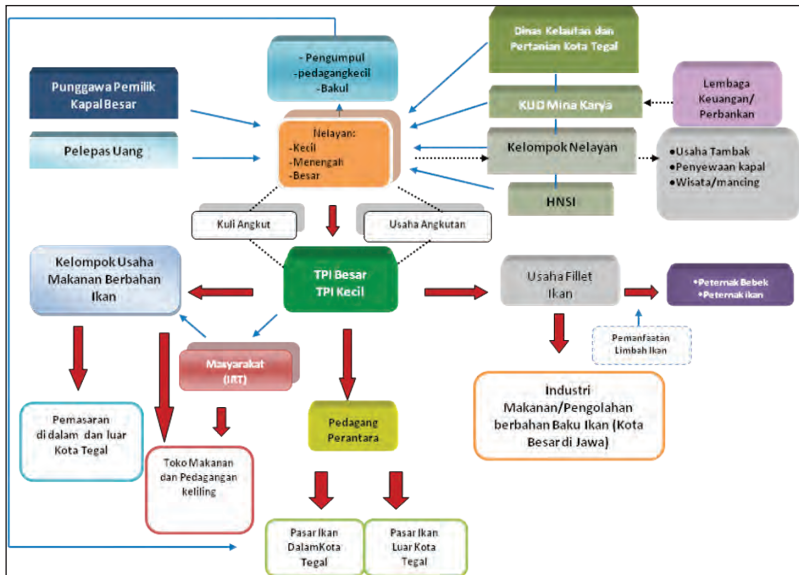 - Pengumpul
-pedagangkecil
-Bakul
Dinas Kelautan dan
Pertanian Kota Tegal
Punggawa Pemilik
Kapal Besar
KUD Mina Karya
Lembaga
Keuangan/
Perbankan
Pelepas Uang
Nelayan:
-Kecil
-Menengah
-Besar
Kelompok Nelayan
•Usaha Tambak
•Penyewaan kapal
•Wisata/mancing
HNSI
Kuli Angkut
Usaha Angkutan
Kelompok Usaha
Makanan Berbahan
Ikan
TPI Besar
TPI Kecil
Usaha Fillet
Ikan
•Peternak Bebek
•Peternak ikan
Pemanfaatan
Limbah Ikan
Masyarakat
(IRT)
Pemasaran
di dalam dan luar
Kota Tegal
Toko Makanan
dan Pedagangan
keliling
Pedagang
Perantara
Industri
Makanan/Pengolahan
berbahan Baku Ikan (Kota
Besar di Jawa)
Pasar Ikan
DalamKota
Tegal
Pasar Ikan
Luar Kota
Tegal